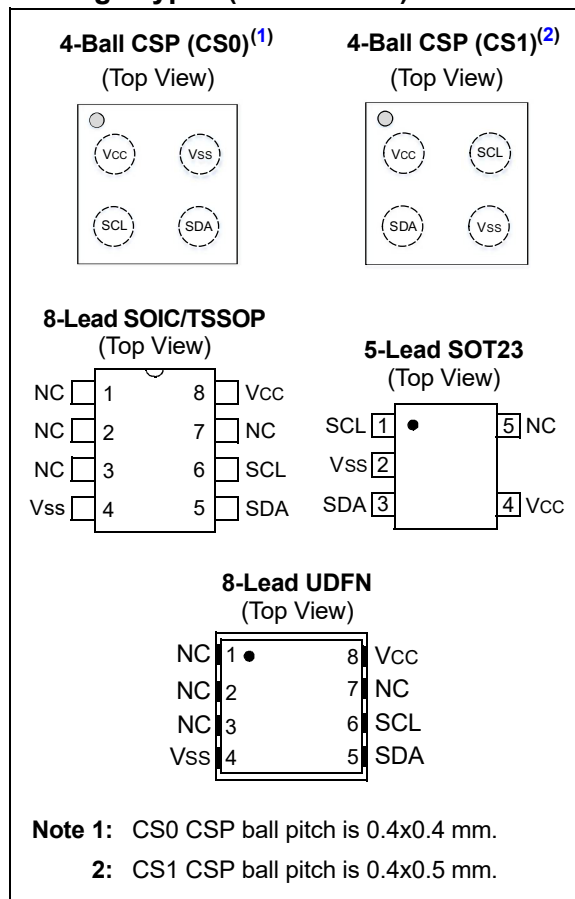 4-Ball CSP (CS0)(1)
(Top View)
Vcc
Vss
SCL
SDA
4-Ball CSP (CS1)(2)
(Top View)
Vcc
SCL
SDA
Vss
8-Lead SOIC/TSSOP
(Top View)
NC 1 8 Vcc
NC 2 7 NC
NC 3 6 SCL
Vss 4 5 SDA
5-Lead SOT23
(Top View)
SCL 1 5 NC
Vss 2
SDA 3 4 Vcc
8-Lead UDFN
(Top View)
NC 1 8 Vcc
NC 2 7 NC
NC 3 6 SCL
Vss 4 5 SDA
Note 1: CS0 CSP ball pitch is 0.4x0.4 mm.
2: CS1 CSP ball pitch is 0.4x0.5 mm.